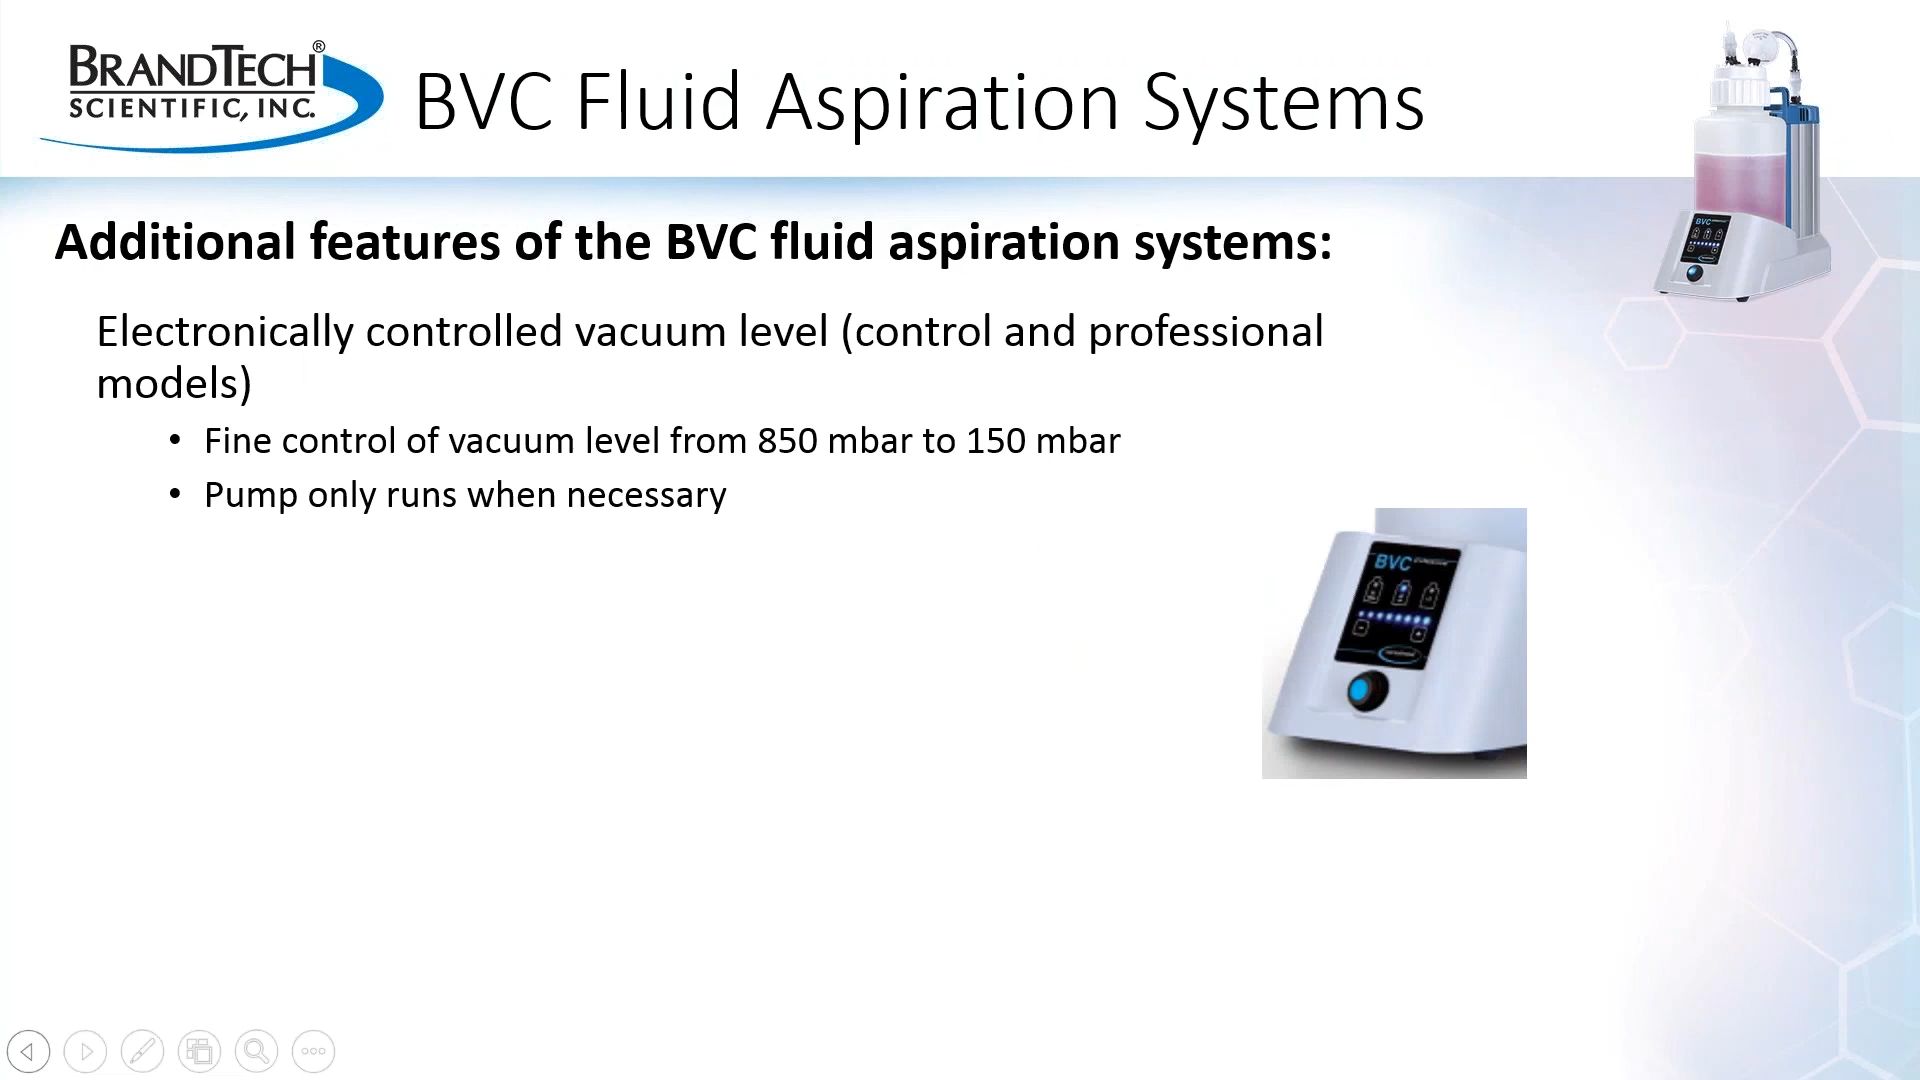 BRANDTECH®
SCIENTIFIC, INC.
BVC Fluid Aspiration Systems
BVC
Additional features of the BVC fluid aspiration systems:
Electronically controlled vacuum level (control and professional
models)
• Fine control of vacuum level from 850 mbar to 150 mbar
• Pump only runs when necessary
BVC